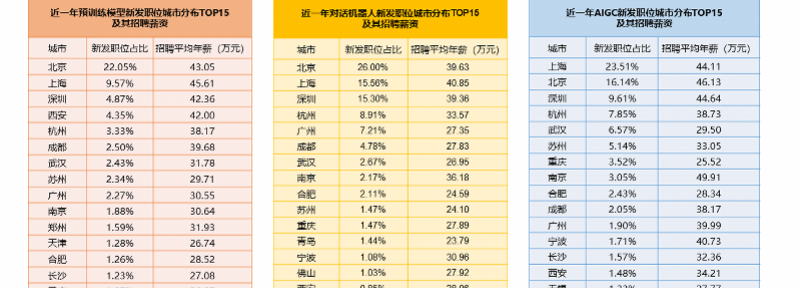 近一年预训练模型新发职位城市分布TOP15
及其招聘薪资
城市 新发职位占比 招聘平均年薪（万元）
北京 22.05% 43.05
上海 9.57% 45.61
深圳 4.87% 42.36
西安 4.35% 42.00
杭州 3.33% 38.17
成都 2.50% 39.68
武汉 2.43% 31.78
苏州 2.34% 29.71
广州 2.27% 30.55
南京 1.88% 30.64
郑州 1.59% 31.93
天津 1.28% 26.74
合肥 1.26% 28.52
长沙 1.23% 27.08
近一年对话机器人新发职位城市分布TOP15
及其招聘薪资
城市 新发职位占比 招聘平均年薪（万元）
北京 26.00% 39.63
上海 15.56% 40.85
深圳 15.30% 39.36
杭州 8.91% 33.57
广州 7.21% 27.35
成都 4.78% 27.83
武汉 2.67% 26.95
南京 2.17% 36.18
合肥 2.11% 24.59
苏州 1.47% 24.10
重庆 1.47% 27.89
青岛 1.44% 23.79
宁波 1.08% 30.96
佛山 1.03% 27.92
近一年AIGC新发职位城市分布TOP15
及其招聘薪资
城市 新发职位占比 招聘平均年薪（万元）
上海 23.51% 44.11
北京 16.14% 46.13
深圳 9.61% 44.64
杭州 7.85% 38.73
武汉 6.57% 29.50
苏州 5.14% 33.05
重庆 3.52% 25.52
南京 3.05% 49.91
合肥 2.43% 28.34
成都 2.05% 38.17
广州 1.90% 39.99
宁波 1.71% 40.73
长沙 1.57% 32.36
西安 1.48% 34.21